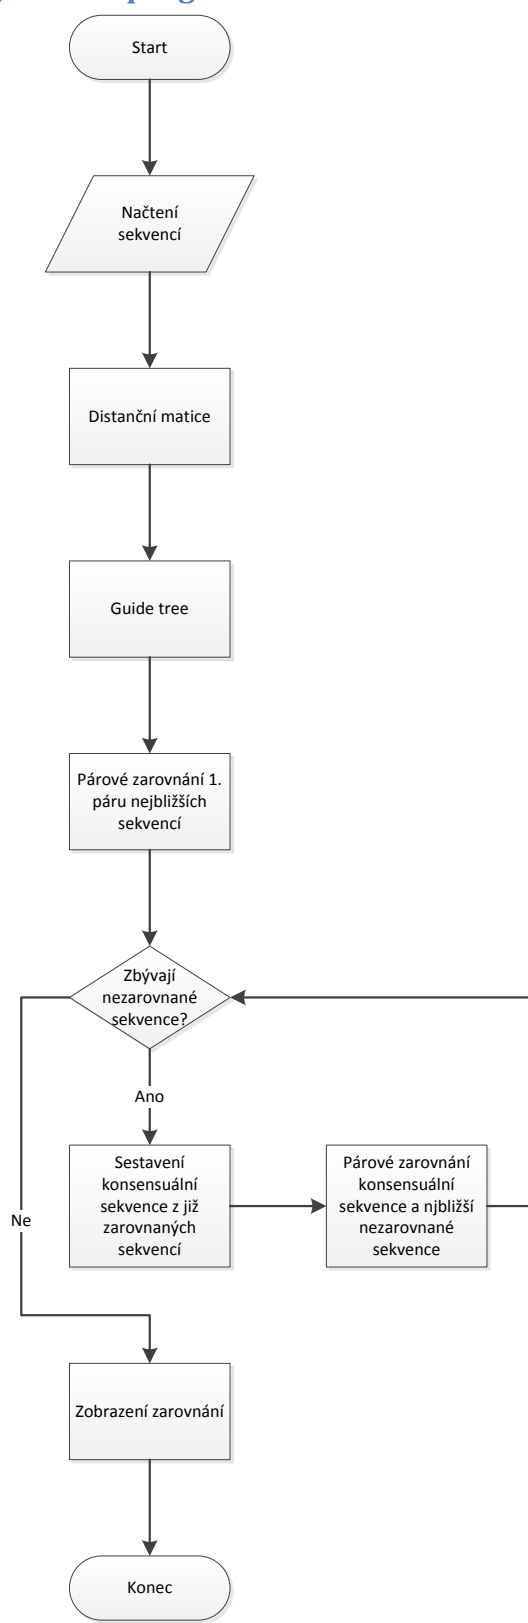 Start
Načtení
sekvencí
Distanční matice
Guide tree
Párové zarovnání 1.
páru nejbližších
sekvencí
Zbývají
nezarovnané
sekvence?
Ano
Sestavení
konsensuální
sekvence z již
zarovnaných
sekvencí
Párové zarovnání
konsensuální
sekvence a njbližší
nezarovnané
sekvence
Ne
Zobrazení zarovnání
Konec